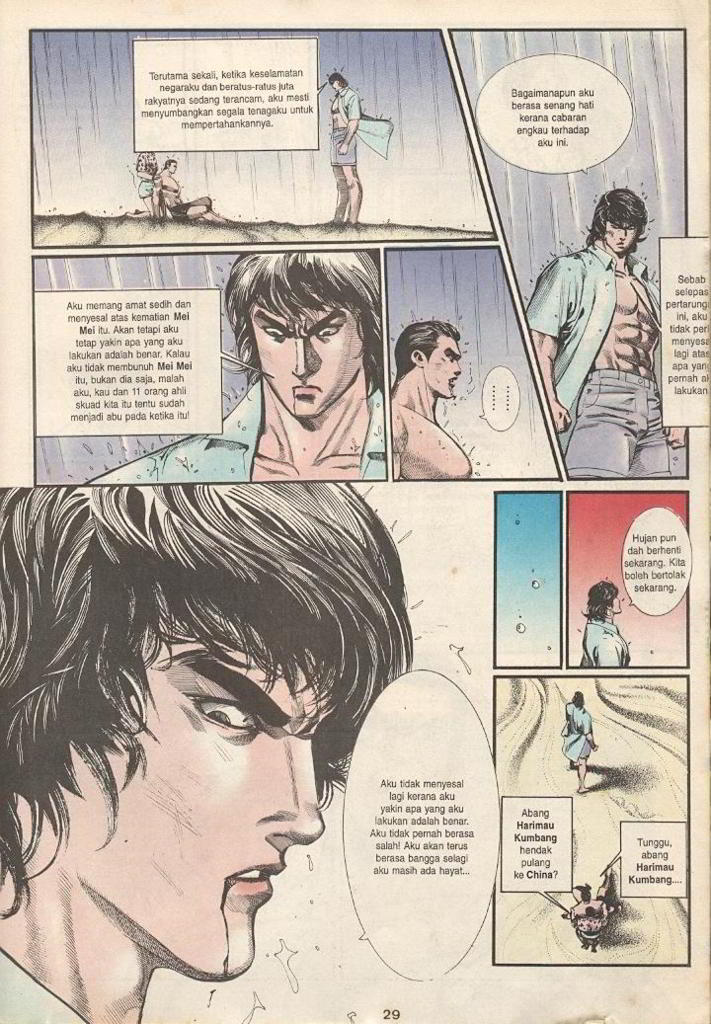 Terutama sekali, ketika keselamatan
negaraku dan beratus-ratus juta
rakyatnya sedang terancam, aku mesti
menyumbangkan segala tenagaku untuk
mempertahankannya.
Bagaimanapun aku
berasa senang hati
kerana cabaran
engkau terhadap
aku ini.
Sebab
selepas
pertarung
ini, aku
tidak per
menyesa
lagi atas
apa yang
pernah ak
lakukan
Aku memang amat sedih dan
menyesal atas kematian Mei
Mei itu. Akan tetapi aku
tetap yakin apa yang aku
lakukan adalah benar. Kalau
aku tidak membunuh Mei Mei
itu, bukan dia saja, malah
aku, kau dan 11 orang ahli
skuad kita itu tentu sudah
menjadi abu pada ketika itu!
Hujan pun
dah berhenti
sekarang. Kita
boleh bertolak
sekarang.
Aku tidak menyesal
lagi kerana aku
yakin apa yang aku
lakukan adalah benar.
Aku tidak pernah berasa
salah! Aku akan terus
berasa bangga selagi
aku masih ada hayat...
Abang
Harimau
Kumbang
hendak
pulang
ke China?
Tunggu,
abang
Harimau
Kumbang....
29